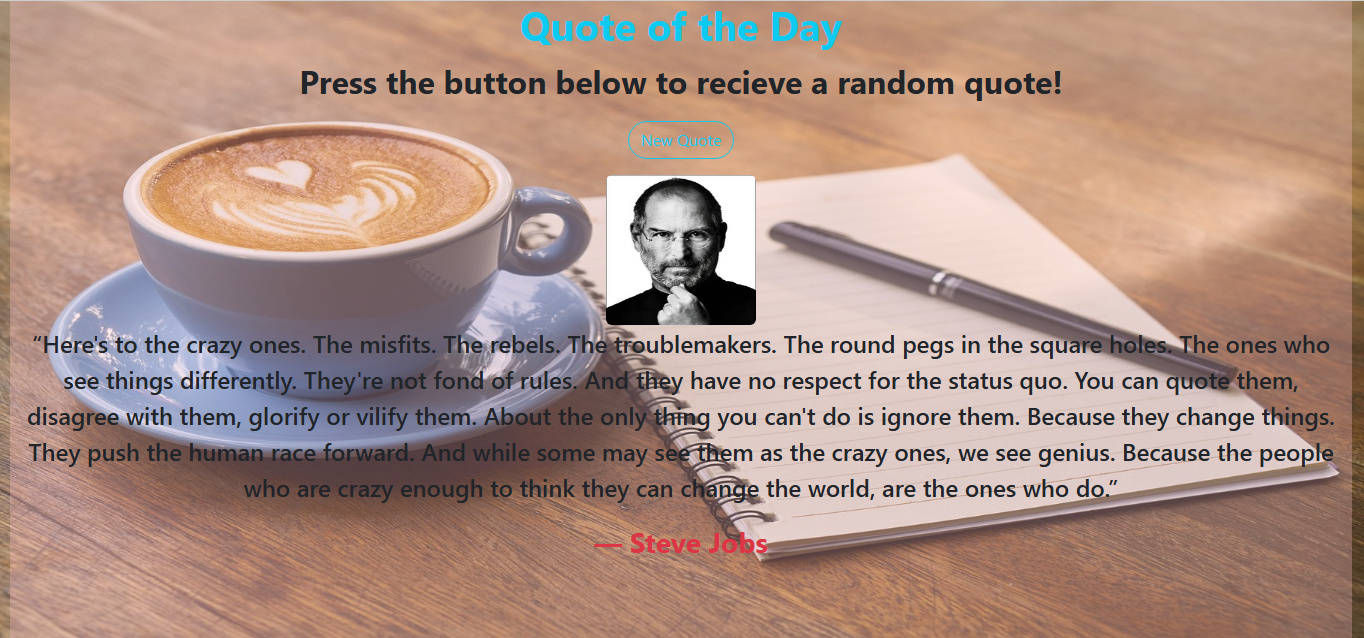 Quote of the Day
Press the button below to recieve a random quote!
New Quote
“Here's to the crazy ones. The misfits. The rebels. The troublemakers. The round pegs in the square holes. The ones who
see things differently. They're not fond of rules. And they have no respect for the status quo. You can quote them,
disagree with them, glorify or vilify them. About the only thing you can't do is ignore them. Because they change things.
They push the human race forward. And while some may see them as the crazy ones, we see genius. Because the people
who are crazy enough to think they can change the world, are the ones who do.”
— Steve Jobs